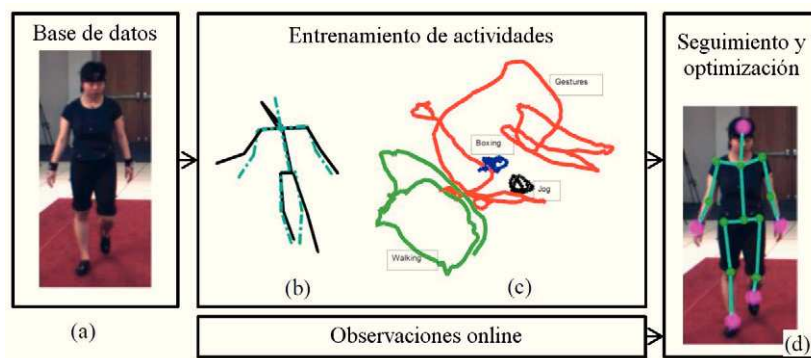 Base de datos
Entrenamiento de actividades
Seguimiento y
optimización
Gestures
Boxing
Jog
Walking
(a)
(b)
(c)
(d)
Observaciones online